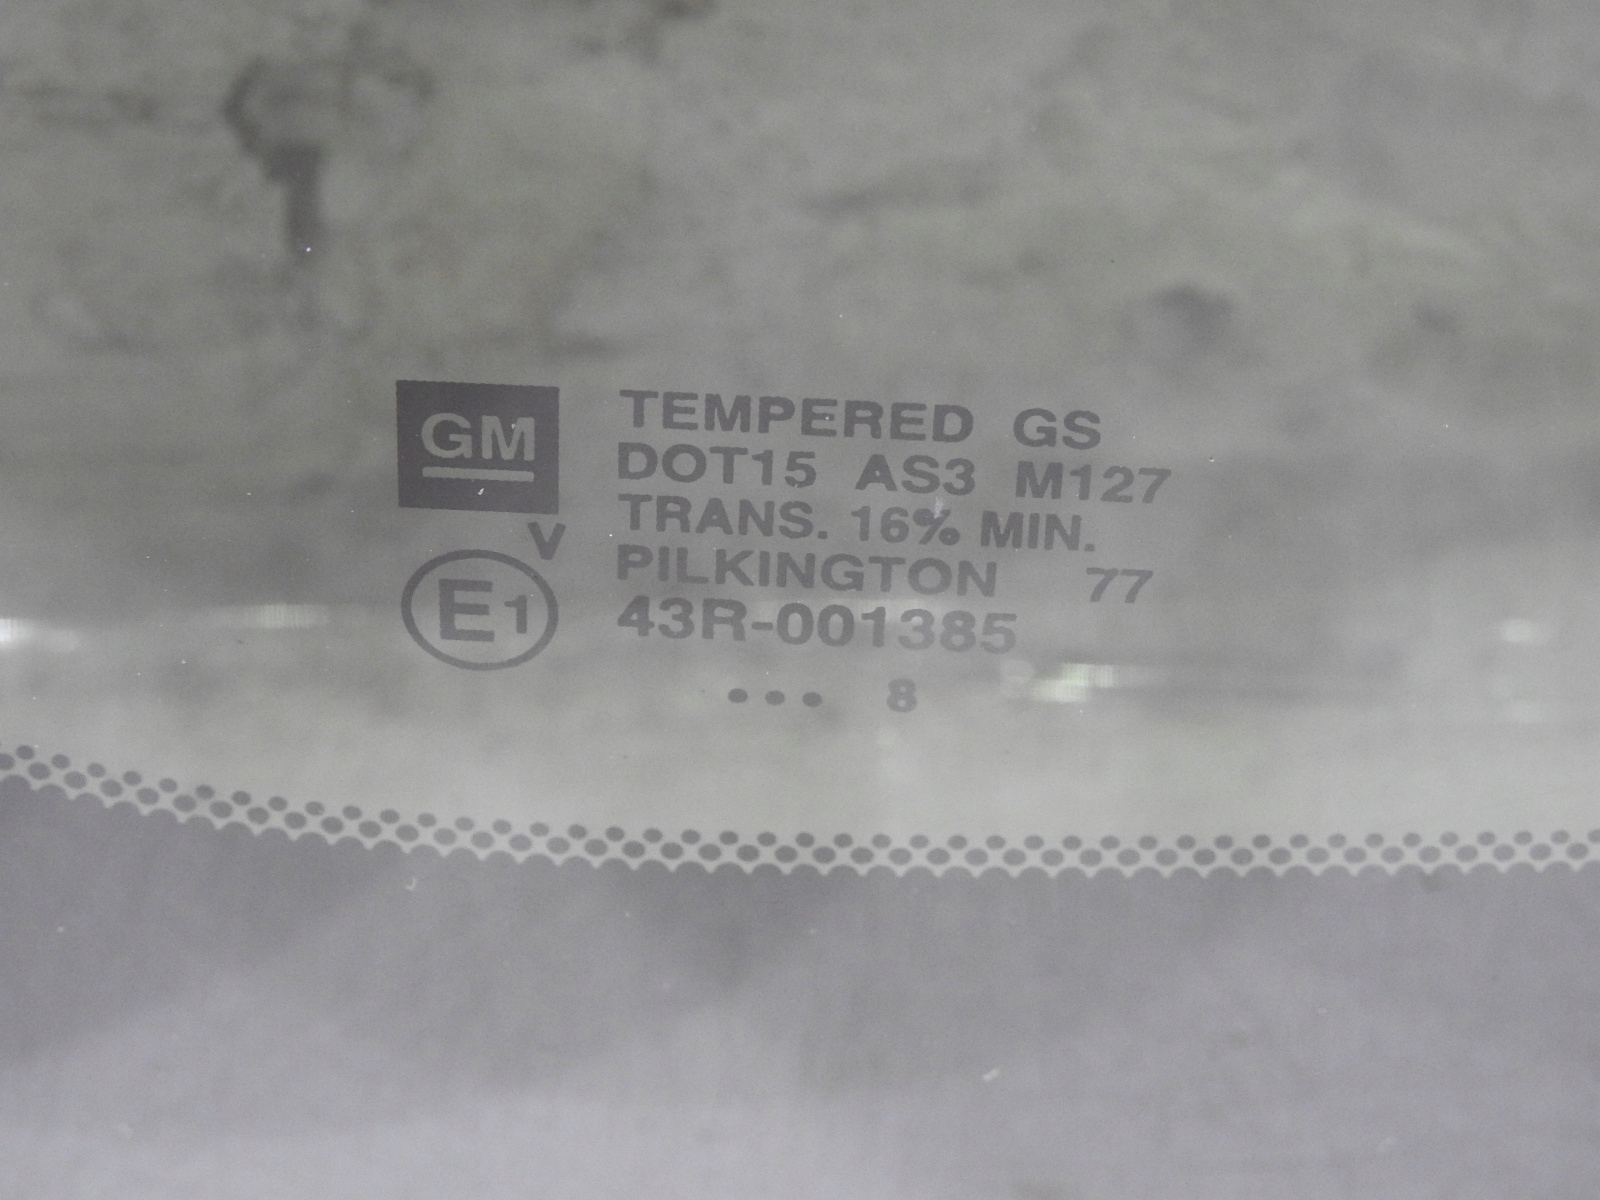 GM
TEMPERED GS
DOT15 AS3 M127
TRANS. 16% MIN.
V
PILKINGTON 77
E1
43R-001385
••• 8